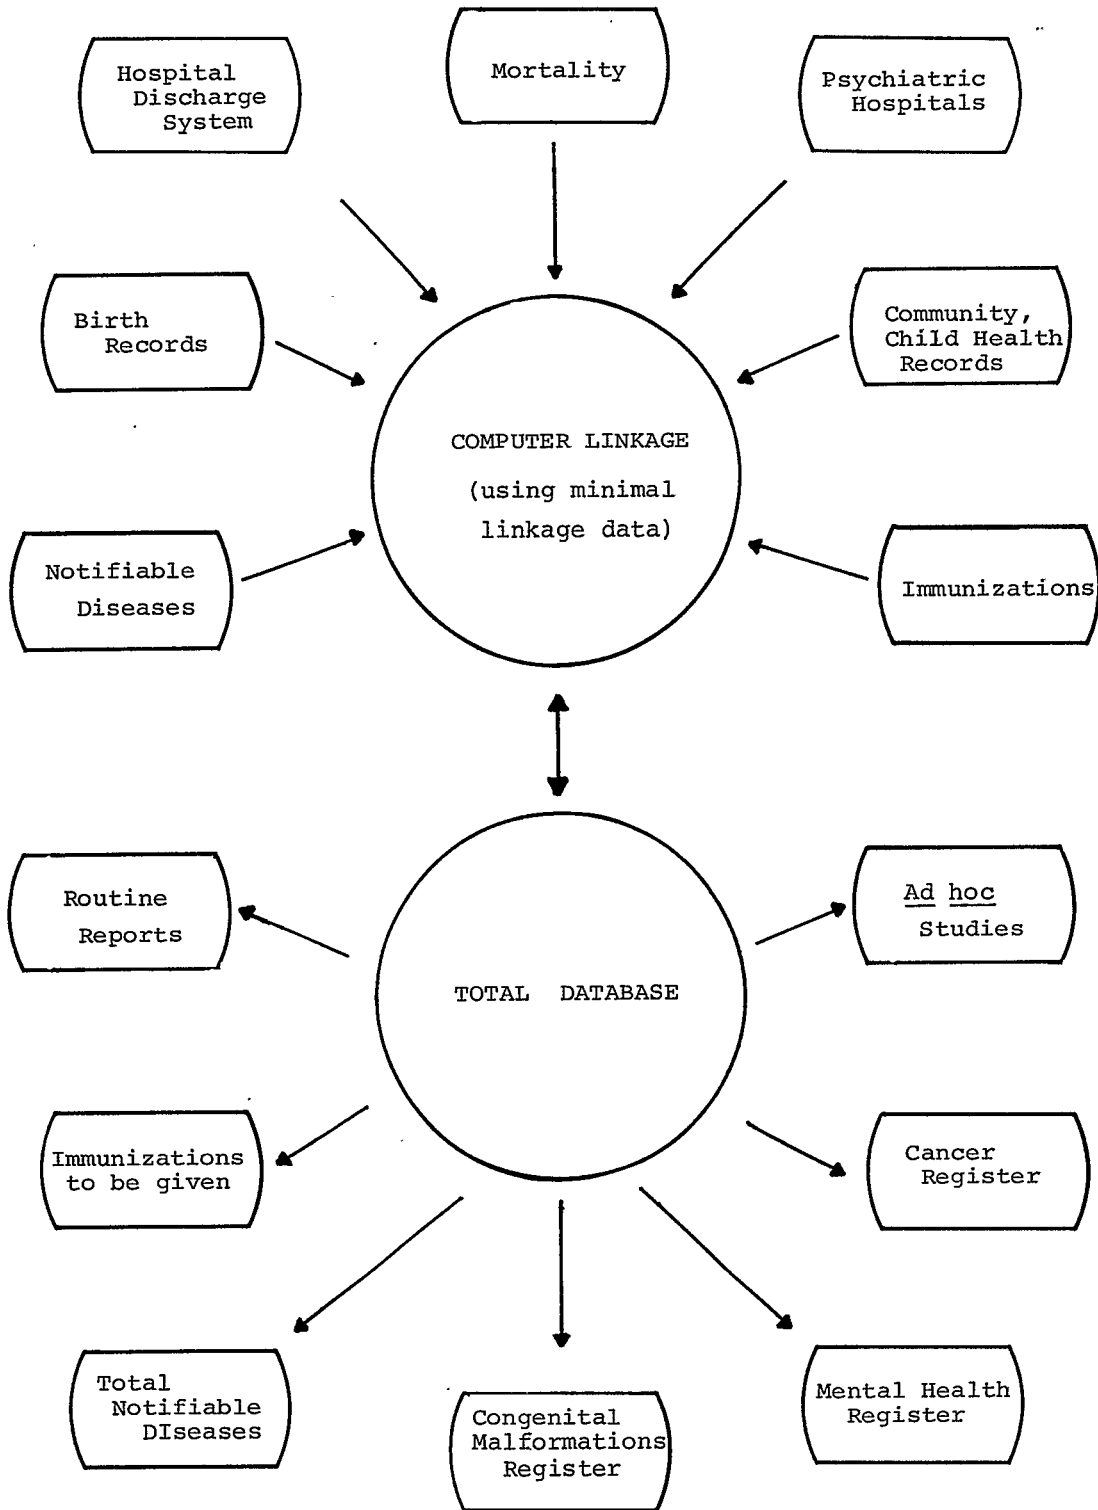 Hospital
Discharge
System
Mortality
Psychiatric
Hospitals
Birth
Records
Community,
Child Health
Records
COMPUTER LINKAGE
(using minimal
linkage data)
Notifiable
Diseases
Immunizations
Routine
Reports
Ad hoc
Studies
TOTAL DATABASE
Immunizations
to be given
Cancer
Register
Total
Notifiable
DIseases
Congenital
Malformations
Register
Mental Health
Register